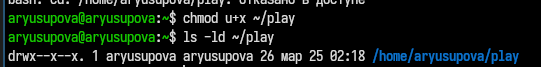 bash: cd: /home/aryusupova/play: Отказано в доступе
aryusupova@aryusupova:~$ chmod u+x ~/play
aryusupova@aryusupova:~$ ls -ld ~/play
drwx--x--x. 1 aryusupova aryusupova 26 мар 25 02:18 /home/aryusupova/play